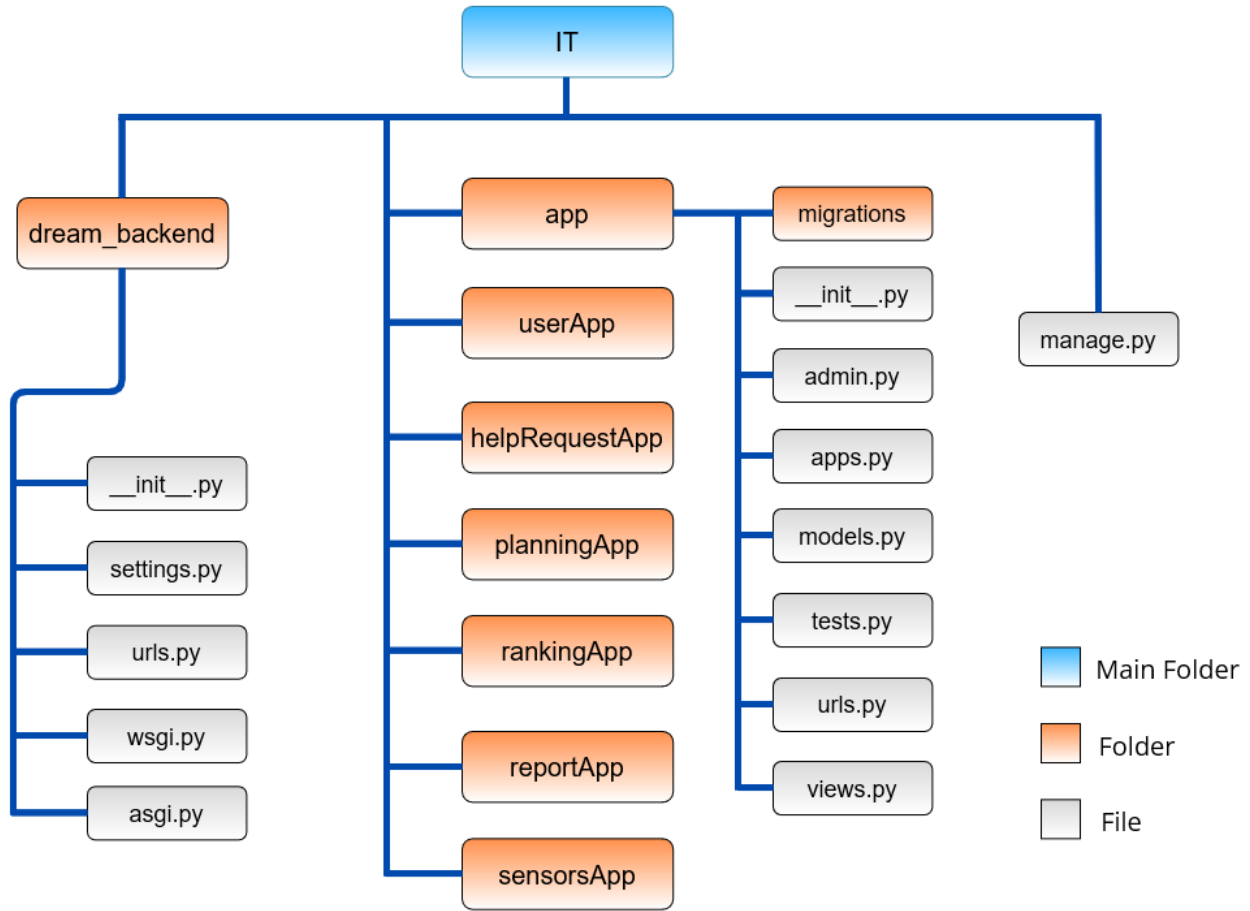 IT
dream_backend
__init__.py
settings.py
urls.py
wsgi.py
asgi.py
app
userApp
helpRequestApp
planningApp
rankingApp
reportApp
sensorsApp
migrations
__init__.py
admin.py
apps.py
models.py
tests.py
urls.py
views.py
manage.py
Main Folder
Folder
File